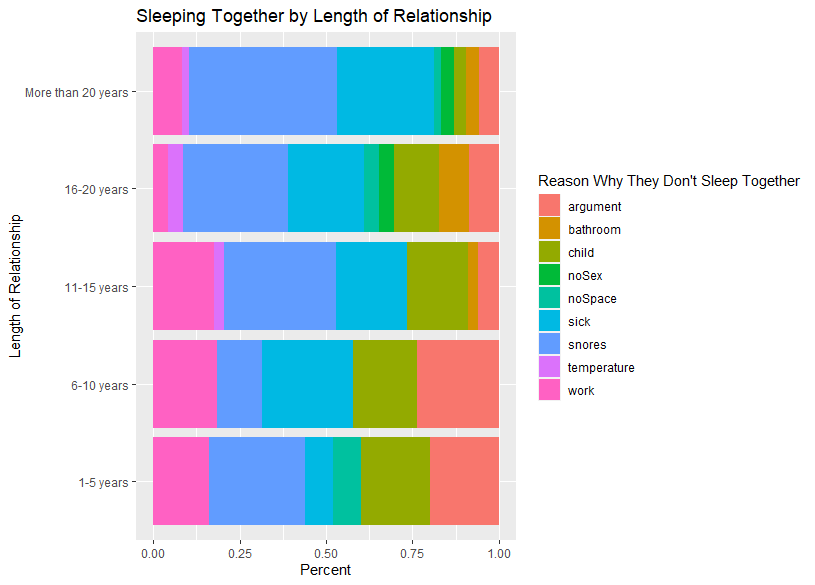 Sleeping Together by Length of Relationship
Length of Relationship
More than 20 years
16-20 years
11-15 years
6-10 years
1-5 years
0.00
0.25
0.50
0.75
1.00
Percent
Reason Why They Don't Sleep Together
argument
bathroom
child
noSex
noSpace
sick
snores
temperature
work